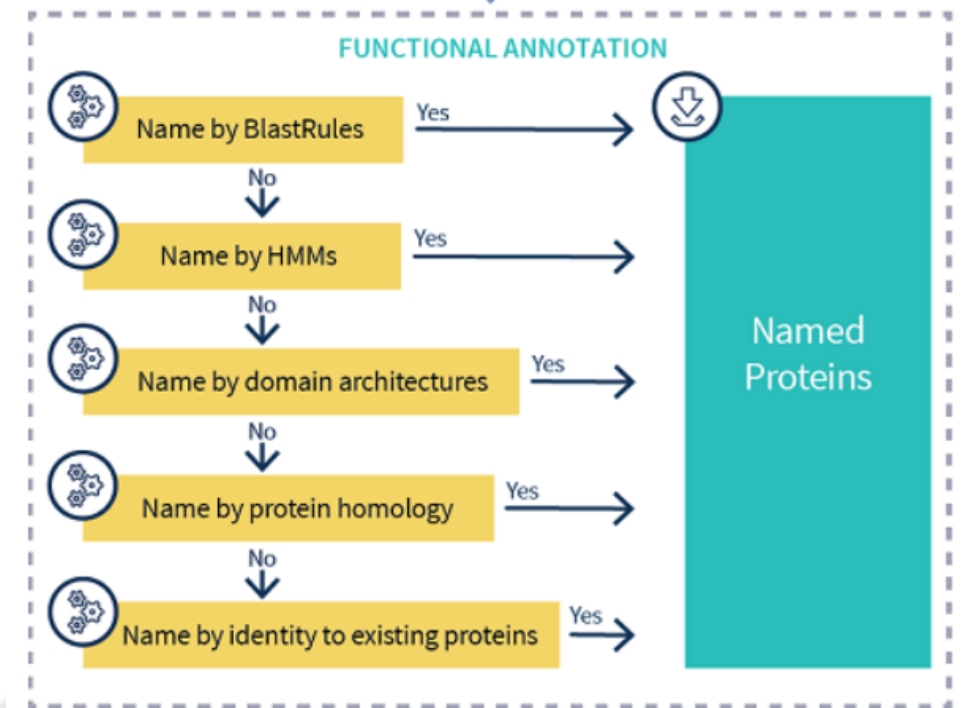 FUNCTIONAL ANNOTATION
Name by BlastRules
Yes
No
Name by HMMs
Yes
No
Name by domain architectures
Yes
No
Name by protein homology
Yes
No
Name by identity to existing proteins
Yes
Named
Proteins